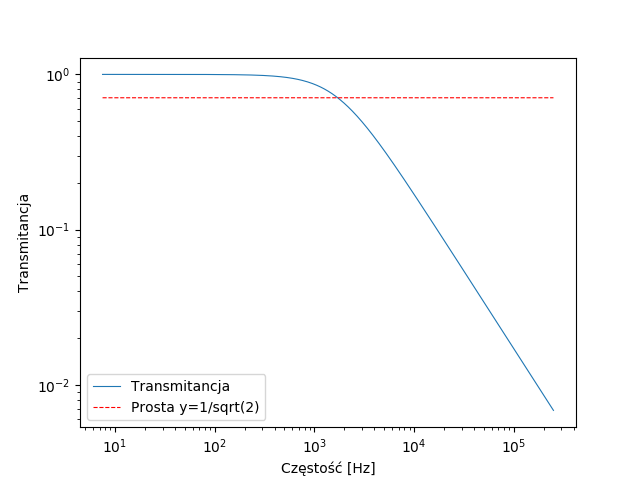 10⁰
10⁻¹
10⁻²
Transmitancja
Transmitancja
Prosta y=1/sqrt(2)
10¹ 10² 10³ 10⁴ 10⁵
Częstość [Hz]